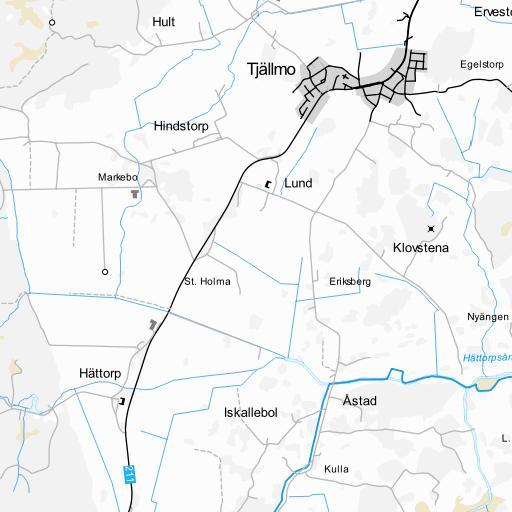 Hult
Ervesto
Tjällmo
Egelstorp
Hindstorp
Markebo
Lund
Klovstena
St. Holma
Eriksberg
Nyängen
Hättorpsån
Hättorp
Åstad
Iskallebol
L.
Kulla
211